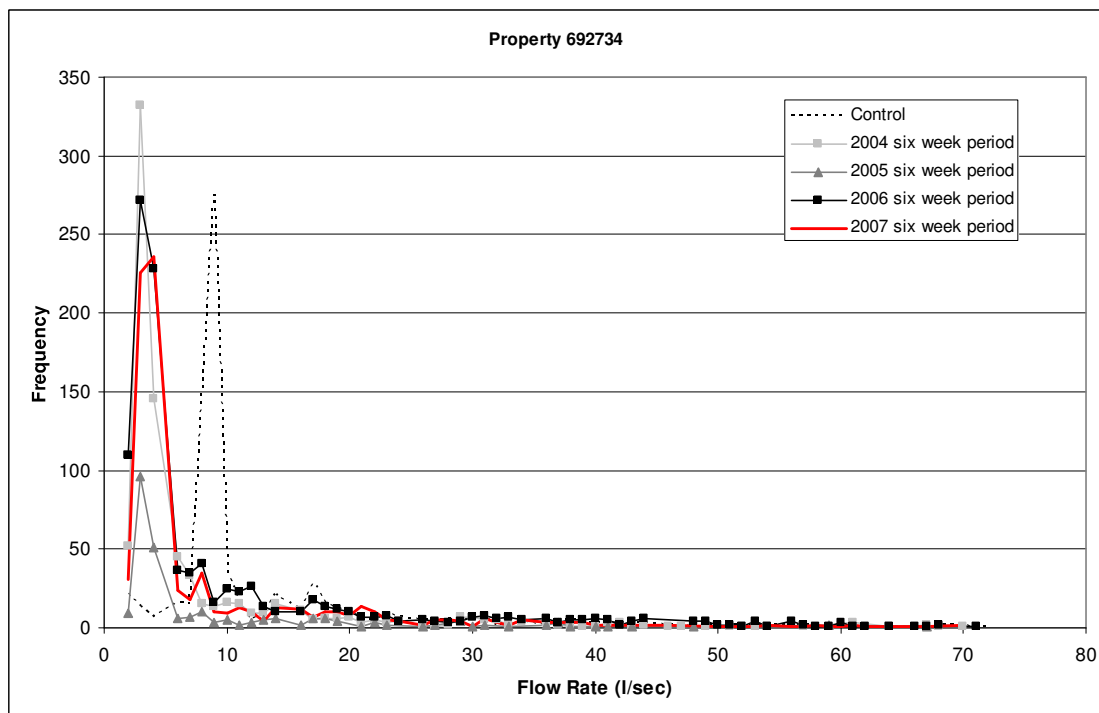 Property 692734
350
300
250
200
150
100
50
0
Frequency
0 10 20 30 40 50 60 70 80
Flow Rate (l/sec)
Control
2004 six week period
2005 six week period
2006 six week period
2007 six week period